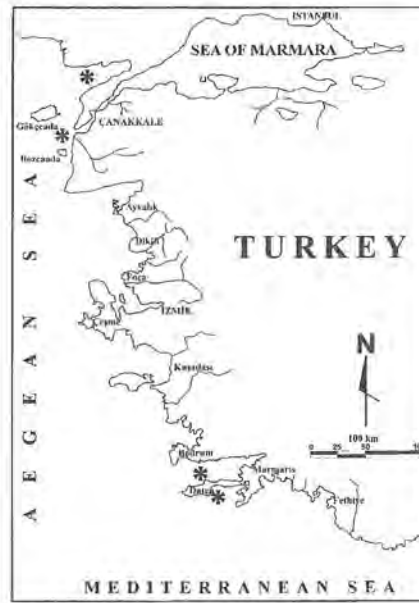 İSTANBUL
SEA OF MARMARA
ÇANAKKALE
Gökçeada
Bozcaada
AEGEAN SEA
Ayvalık
Dikili
TURKEY
Foça
İZMİR
Çeşme
N
Kuşadası
100 km
0 25 50
Bodrum
Marmaris
Datça
Fethiye
MEDITERRANEAN SEA